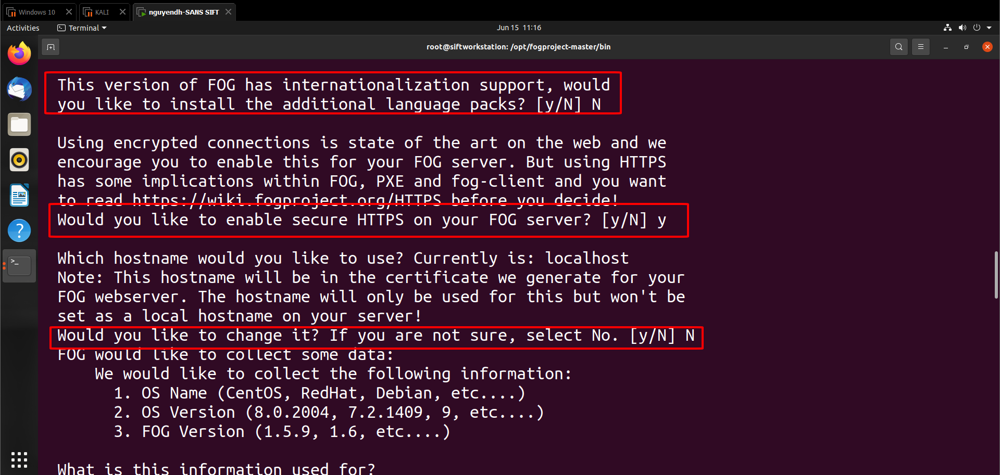 Windows 10
KALI
nguyendh-SANS SIFT
Activities
Terminal
Jun 15 11:16
root@siftworkstation: /opt/fogproject-master/bin
This version of FOG has internationalization support, would
you like to install the additional language packs? [y/N] N
Using encrypted connections is state of the art on the web and we
encourage you to enable this for your FOG server. But using HTTPS
has some implications within FOG, PXE and fog-client and you want
to read https://wiki.fogproject.org/HTTPS before you decide!
Would you like to enable secure HTTPS on your FOG server? [y/N] y
Which hostname would you like to use? Currently is: localhost
Note: This hostname will be in the certificate we generate for your
FOG webserver. The hostname will only be used for this but won't be
set as a local hostname on your server!
Would you like to change it? If you are not sure, select No. [y/N] N
FOG would like to collect some data:
We would like to collect the following information:
1. OS Name (CentOS, RedHat, Debian, etc....)
2. OS Version (8.0.2004, 7.2.1409, 9, etc....)
3. FOG Version (1.5.9, 1.6, etc....)
What is this information used for?